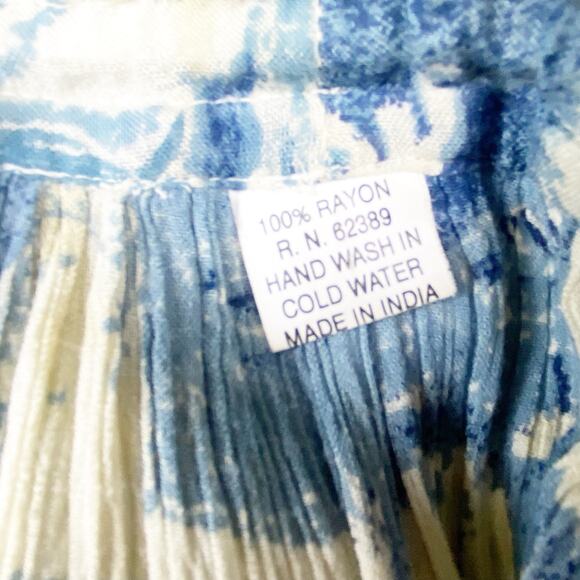 100% RAYON
R. N. 62389
HAND WASH IN
COLD WATER
MADE IN INDIA